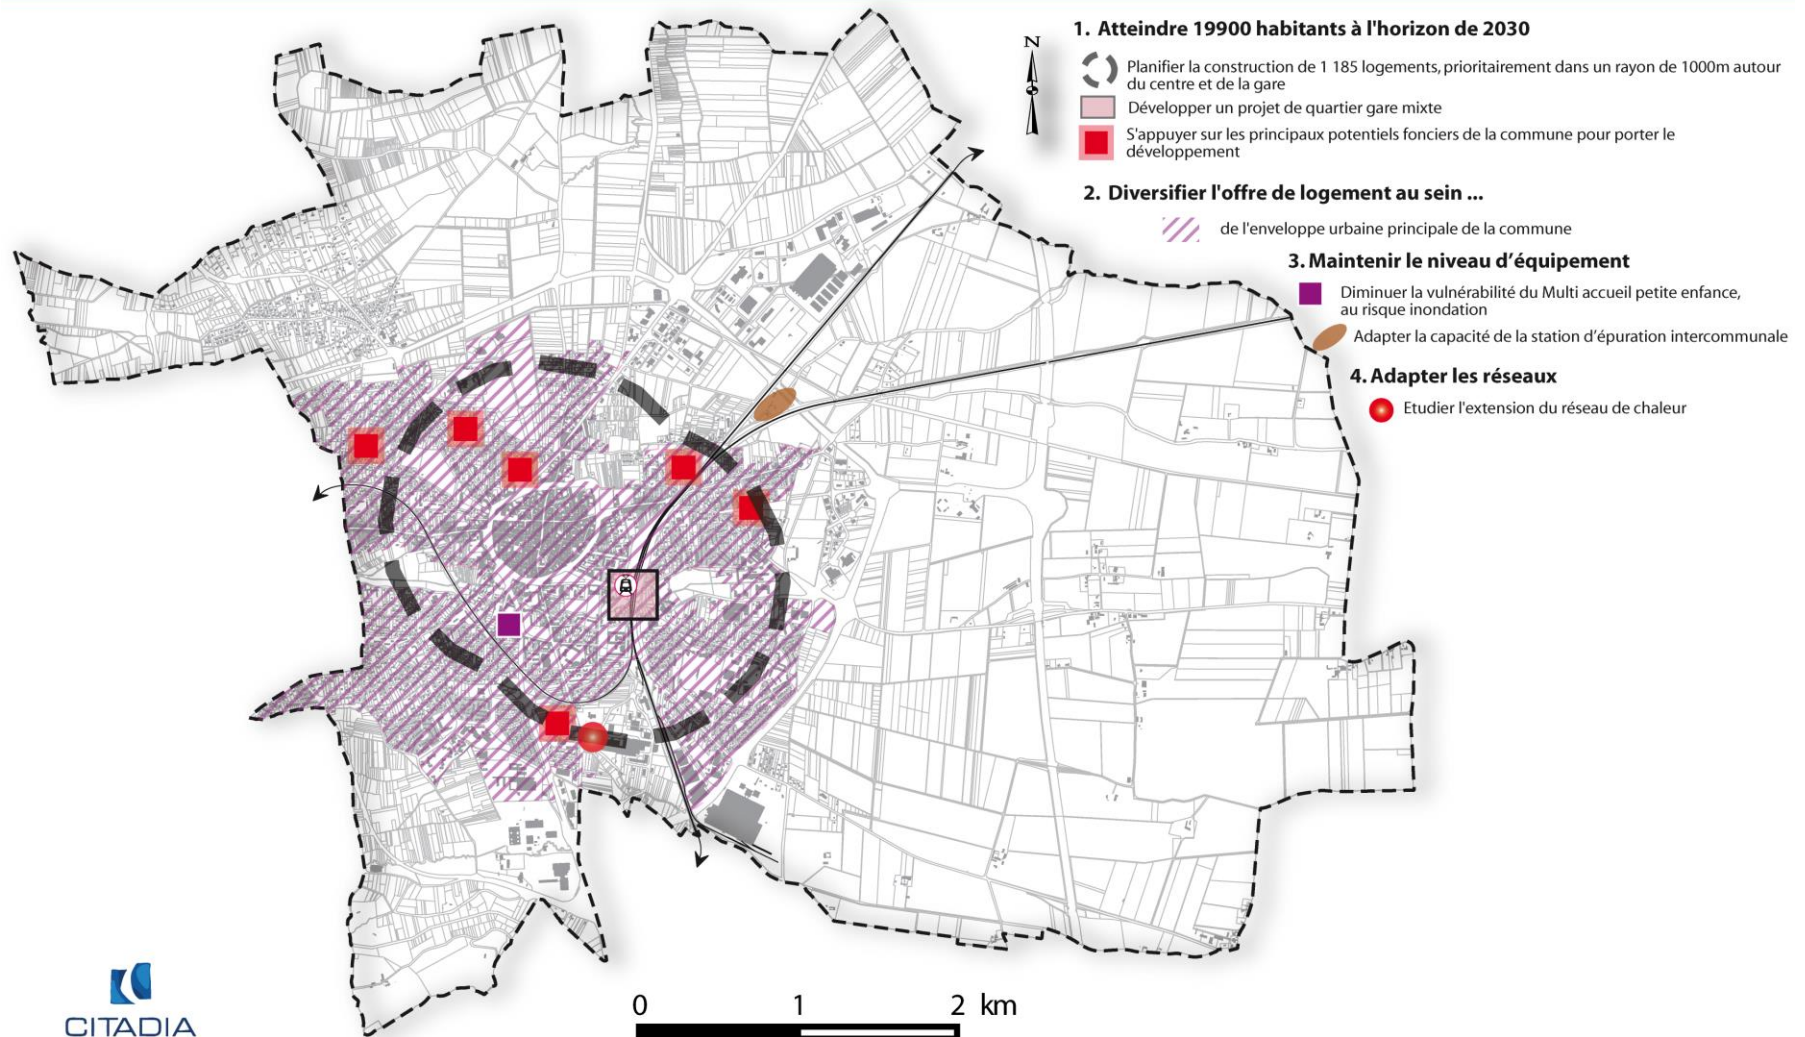 1. Atteindre 19900 habitants à l'horizon de 2030
N
Planifier la construction de 1 185 logements, prioritairement dans un rayon de 1000m autour
du centre et de la gare
Développer un projet de quartier gare mixte
S'appuyer sur les principaux potentiels fonciers de la commune pour porter le
développement
2. Diversifier l'offre de logement au sein ...
de l'enveloppe urbaine principale de la commune
3. Maintenir le niveau d’équipement
Diminuer la vulnérabilité du Multi accueil petite enfance,
au risque inondation
Adapter la capacité de la station d’épuration intercommunale
4. Adapter les réseaux
Etudier l'extension du réseau de chaleur
CITADIA
0 1 2 km